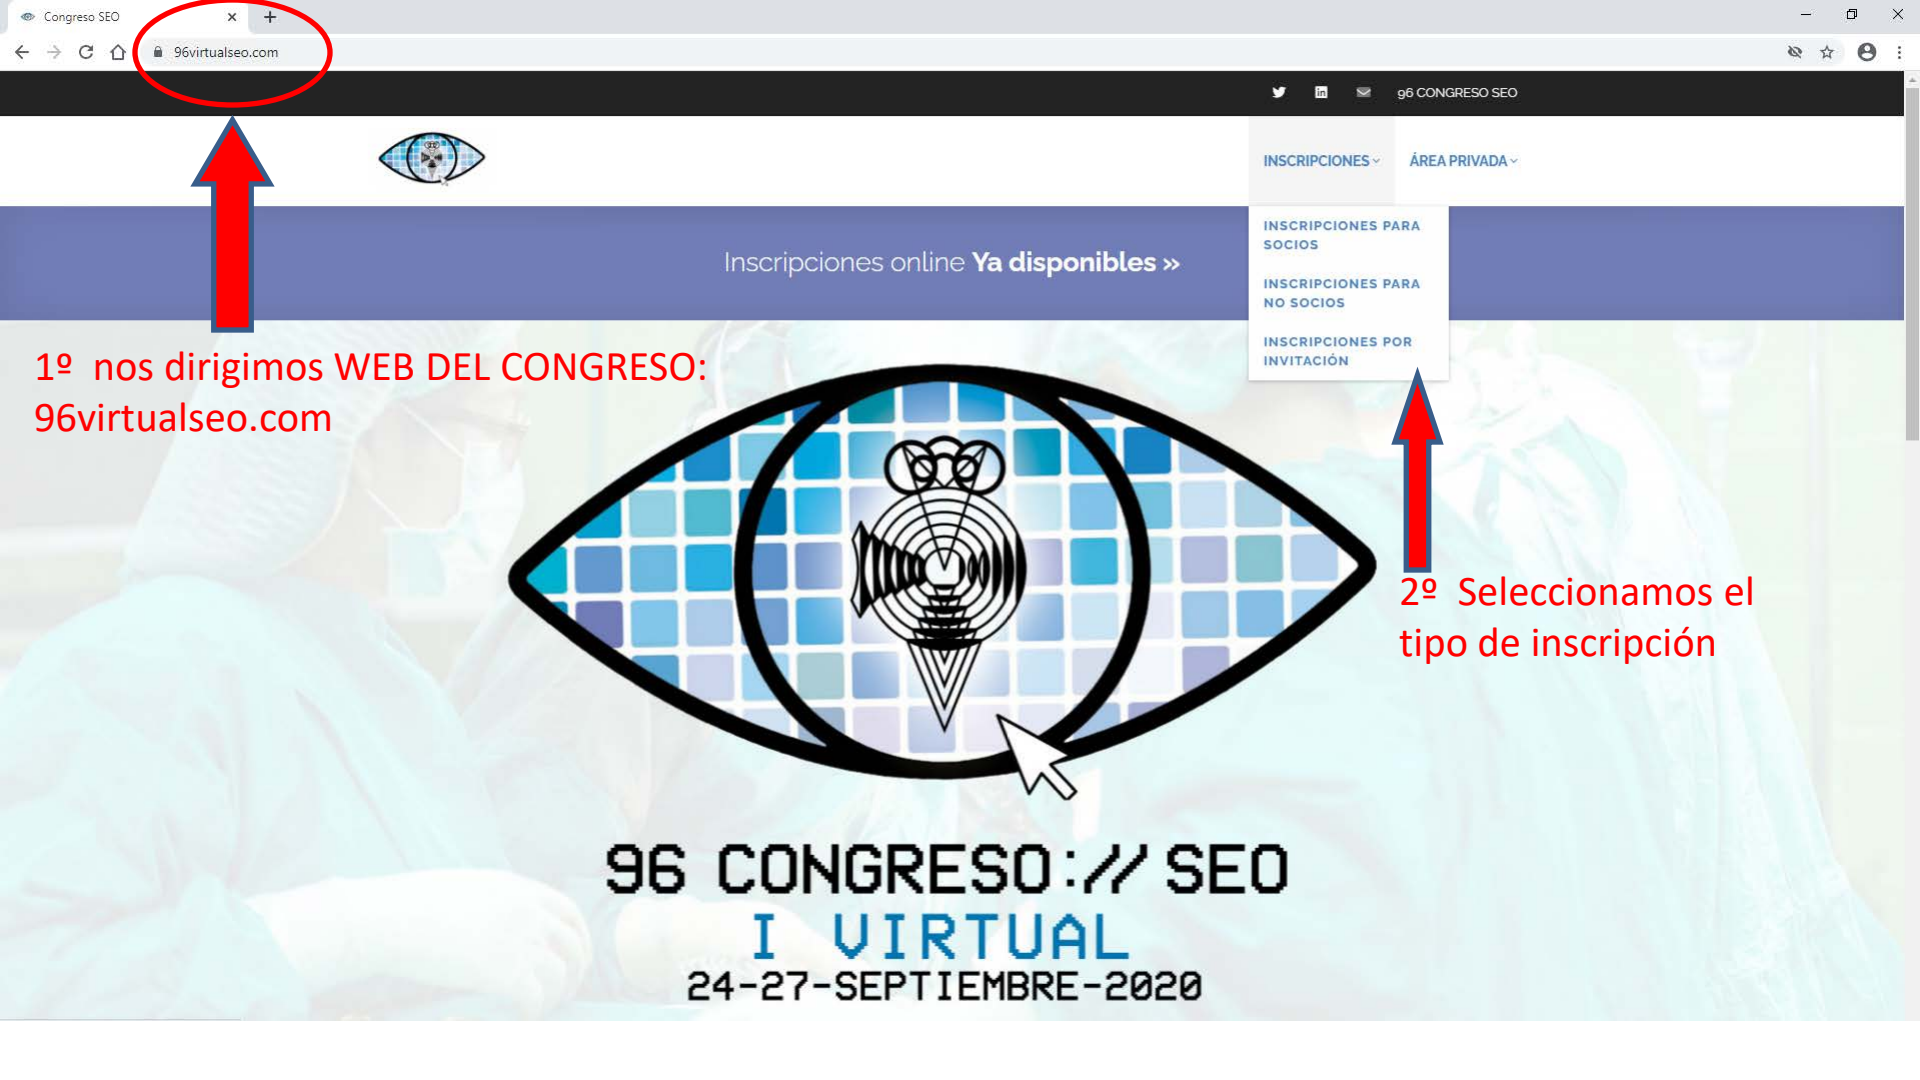 Congreso SEO
96virtualseo.com
96 CONGRESO SEO
INSCRIPCIONES
ÁREA PRIVADA
INSCRIPCIONES PARA
SOCIOS
INSCRIPCIONES PARA
NO SOCIOS
INSCRIPCIONES POR
INVITACIÓN
Inscripciones online Ya disponibles »
1º nos dirigimos WEB DEL CONGRESO:
96virtualseo.com
2º Seleccionamos el
tipo de inscripción
96 CONGRESO:// SEO
I VIRTUAL
24-27-SEPTIEMBRE-2020